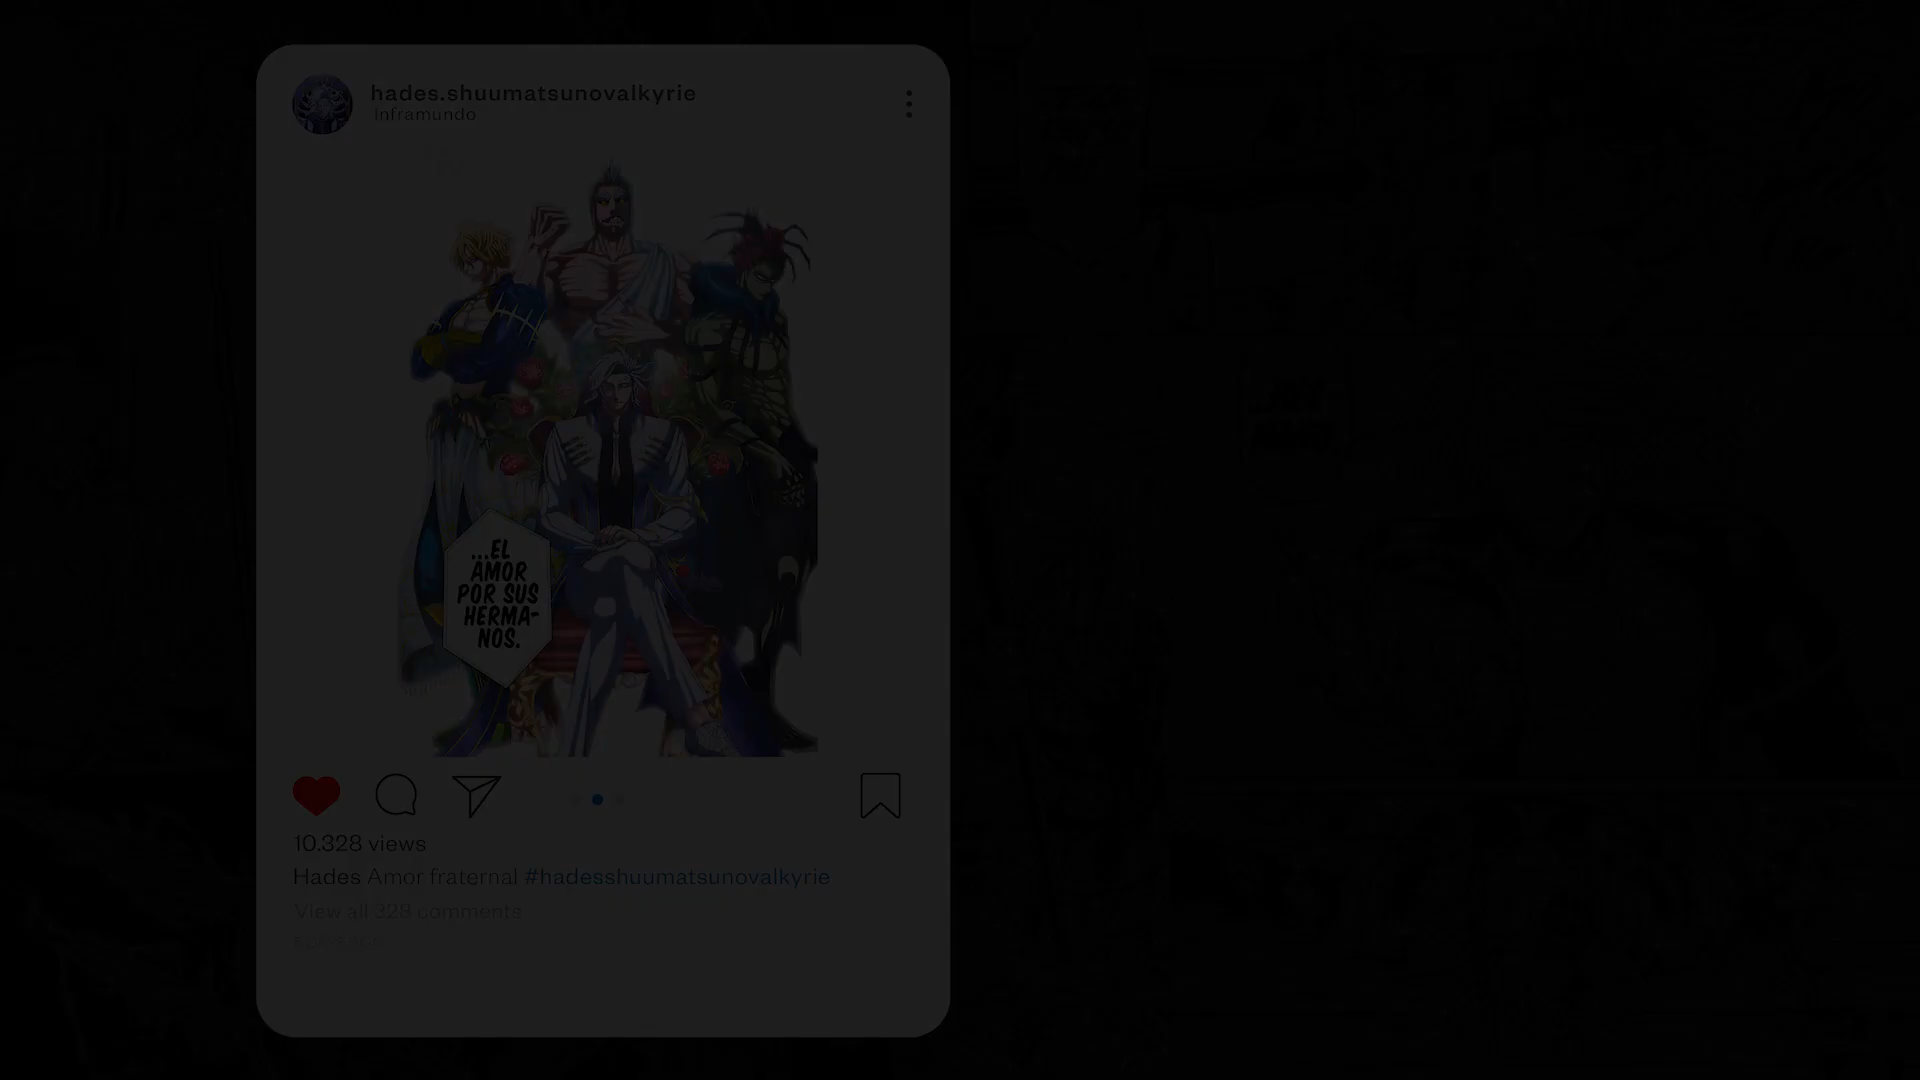 hades.shuumatsunovalkyrie
Inframundo
...EL
AMOR
POR SUS
HERMA-
NOS.
10.328 views
Hades Amor fraternal #hadesshuumatsunovalkyrie
View all 328 comments